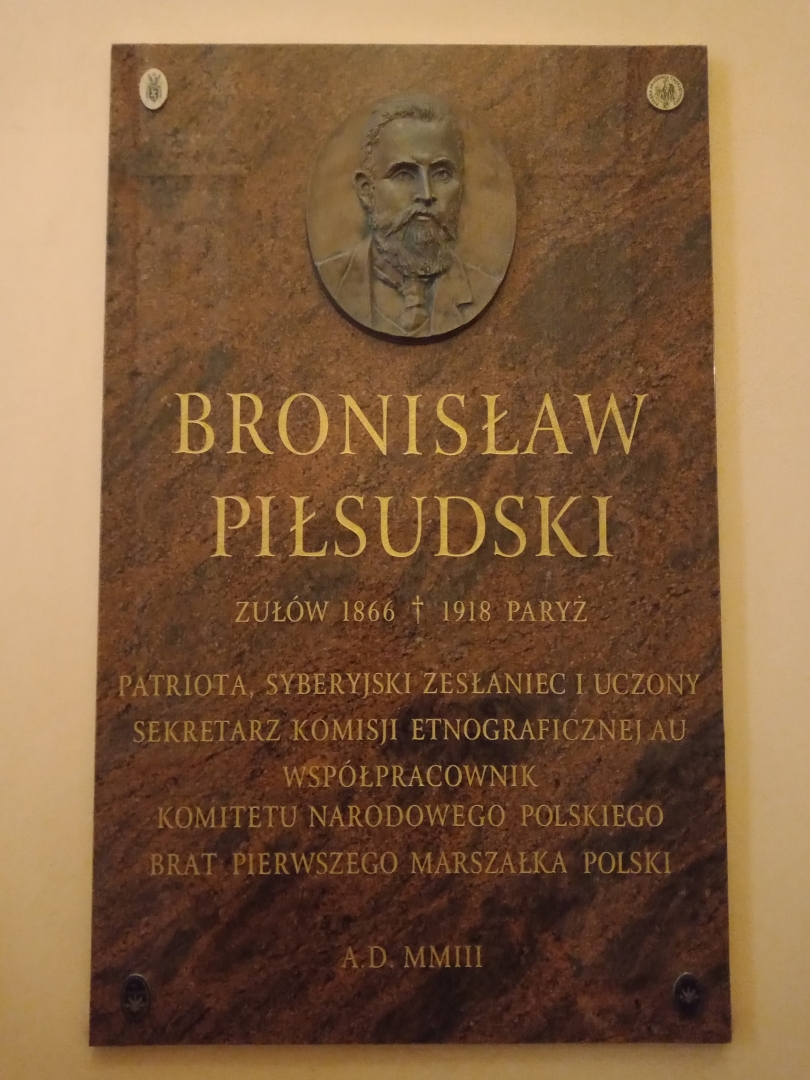 BRONISŁAW
PIŁSUDSKI
ZUŁÓW 1866 † 1918 PARYŻ
PATRIOTA, SYBERYJSKI ZESŁANIEC I UCZONY
SEKRETARZ KOMISJI ETNOGRAFICZNEJ AU
WSPÓŁPRACOWNIK
KOMITETU NARODOWEGO POLSKIEGO
BRAT PIERWSZEGO MARSZAŁKA POLSKI
A.D. MMIII